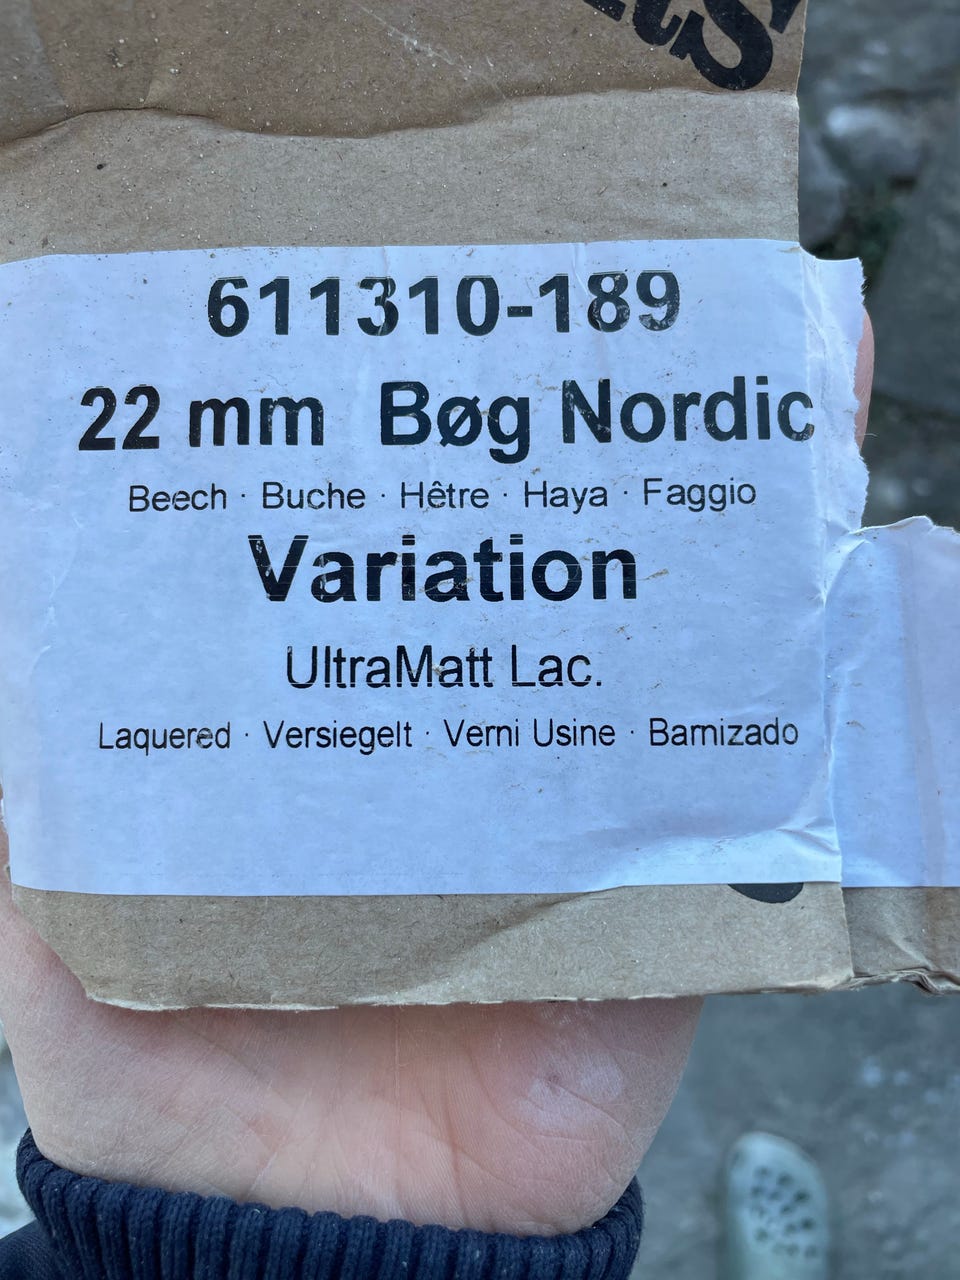 611310-189
22 mm Bøg Nordic
Beech · Buche · Hêtre · Haya · Faggio
Variation
UltraMatt Lac.
Laquered · Versiegelt · Verni Usine · Barnizado